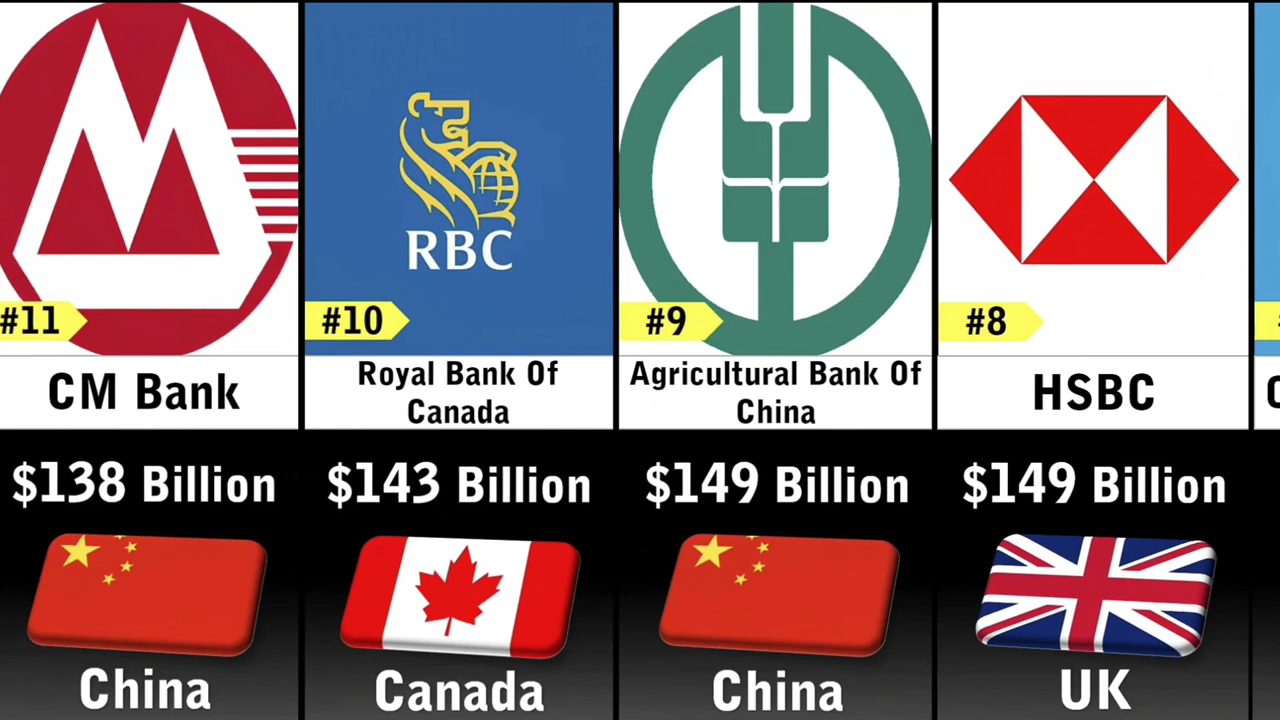 RBC
#11
#10
#9
#8
CM Bank
Royal Bank Of
Canada
Agricultural Bank Of
China
HSBC
$138 Billion
$143 Billion
$149 Billion
$149 Billion
China
Canada
China
UK